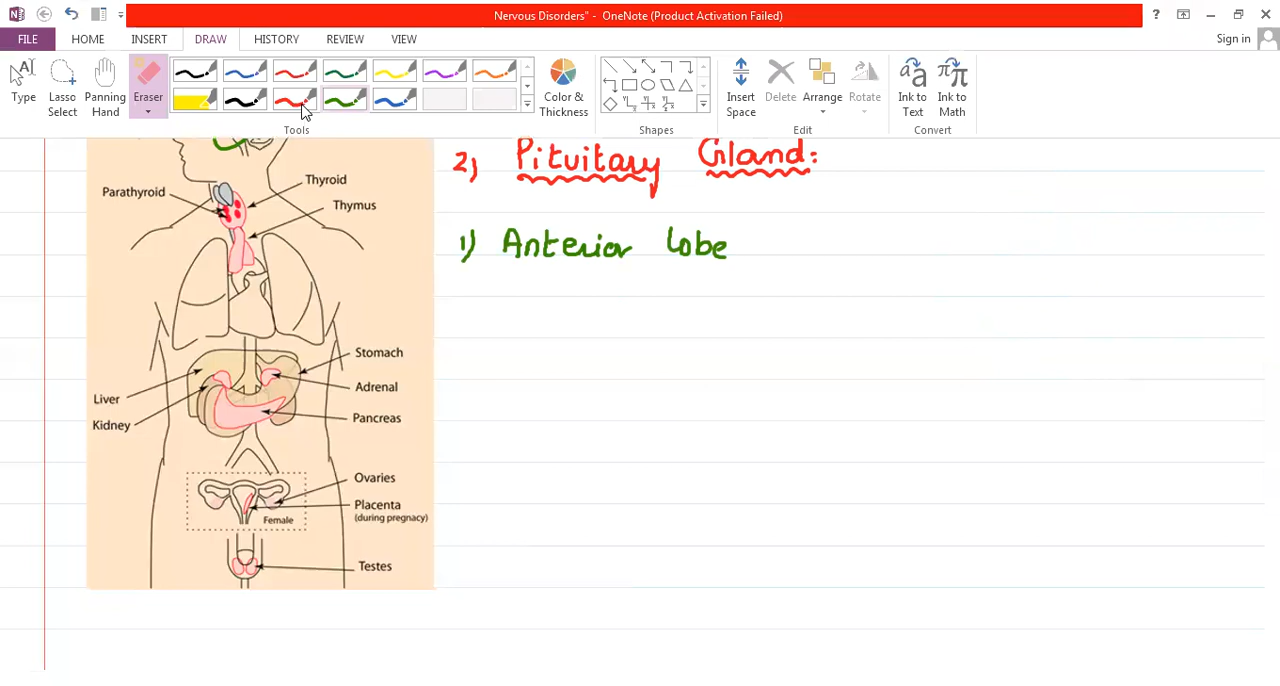 Nervous Disorders" - OneNote (Product Activation Failed)
? Sign in
FILE HOME INSERT DRAW HISTORY REVIEW VIEW
Type Lasso Select Panning Hand Eraser Color & Thickness Insert Space Delete Arrange Rotate Ink to Text Ink to Math
Tools Shapes Edit Convert
2) Pituitary Gland:
1) Anterior lobe
Parathyroid
Thyroid
Thymus
Stomach
Adrenal
Liver
Kidney
Pancreas
Ovaries
Placenta
(during pregnancy)
Female
Testes